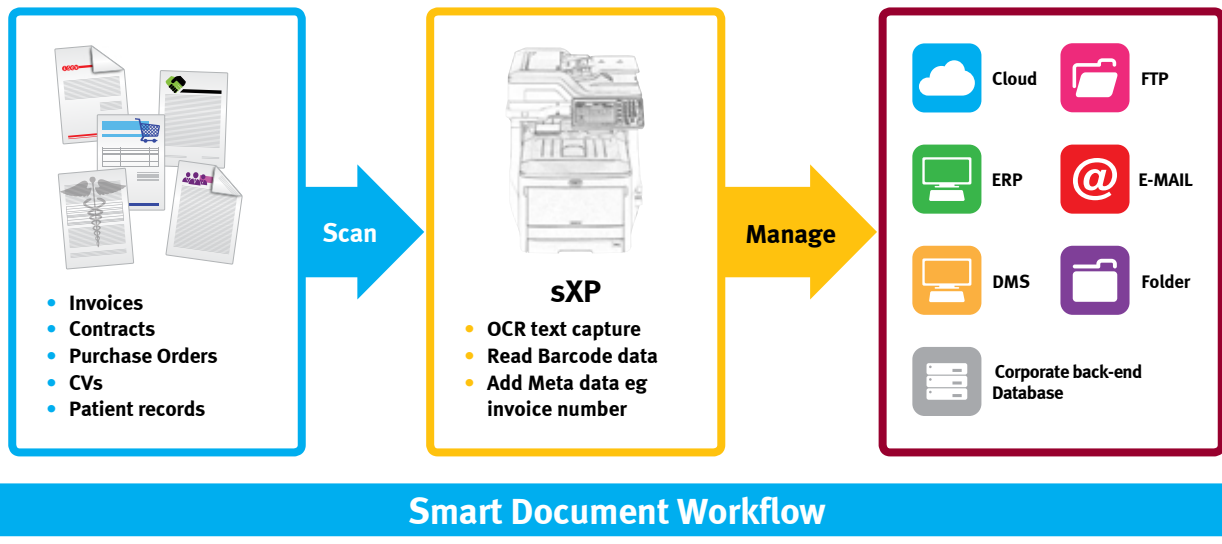 Scan
Invoices
Contracts
Purchase Orders
CVs
Patient records
sXP
OCR text capture
Read Barcode data
Add Meta data eg
invoice number
Manage
Cloud
FTP
ERP
@
E-MAIL
DMS
Folder
Corporate back-end
Database
Smart Document Workflow